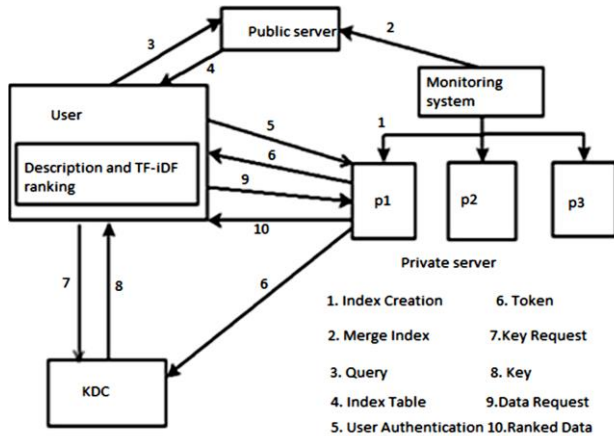 Public server
3
2
4
Monitoring
system
User
5
1
Description and TF-iDF
ranking
6
9
p1
p2
p3
10
Private server
7
8
6
1. Index Creation
6. Token
2. Merge Index
7.Key Request
3. Query
8. Key
4. Index Table
9.Data Request
5. User Authentication
10.Ranked Data
KDC